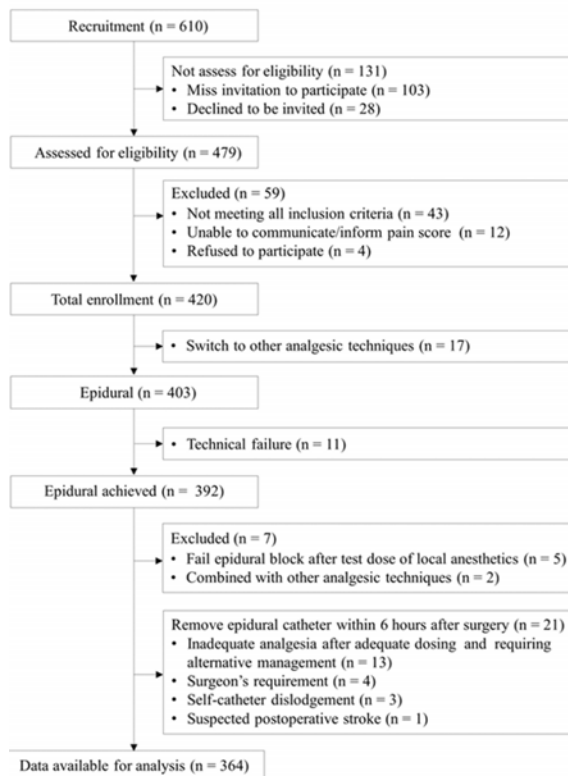 Recruitment (n = 610)
Not assess for eligibility (n = 131)
• Miss invitation to participate (n = 103)
• Declined to be invited (n = 28)
Assessed for eligibility (n = 479)
Excluded (n = 59)
• Not meeting all inclusion criteria (n = 43)
• Unable to communicate/inform pain score (n = 12)
• Refused to participate (n = 4)
Total enrollment (n = 420)
• Switch to other analgesic techniques (n = 17)
Epidural (n = 403)
• Technical failure (n = 11)
Epidural achieved (n = 392)
Excluded (n = 7)
• Fail epidural block after test dose of local anesthetics (n = 5)
• Combined with other analgesic techniques (n = 2)
Remove epidural catheter within 6 hours after surgery (n = 21)
• Inadequate analgesia after adequate dosing and requiring
alternative management (n = 13)
• Surgeon's requirement (n = 4)
• Self-catheter dislodgement (n = 3)
• Suspected postoperative stroke (n = 1)
Data available for analysis (n = 364)